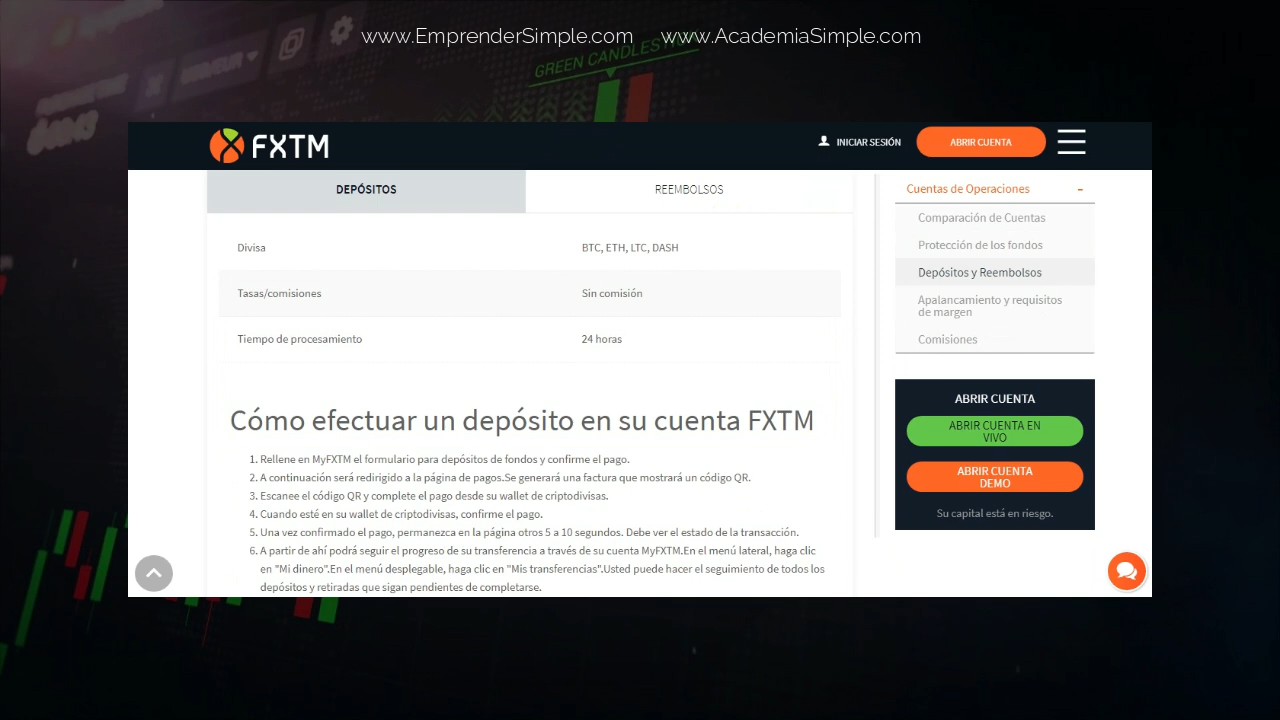 www.EmprenderSimple.com www.AcademiaSimple.com
GREEN CANDLESTICK
FXTM
INICIAR SESIÓN
ABRIR CUENTA
DEPÓSITOS
REEMBOLSOS
Divisa
BTC, ETH, LTC, DASH
Tasas/comisiones
Sin comisión
Tiempo de procesamiento
24 horas
Cómo efectuar un depósito en su cuenta FXTM
1. Rellene en MyFXTM el formulario para depósitos de fondos y confirme el pago.
2. A continuación será redirigido a la página de pagos.Se generará una factura que mostrará un código QR.
3. Escanee el código QR y complete el pago desde su wallet de criptodivisas.
4. Cuando esté en su wallet de criptodivisas, confirme el pago.
5. Una vez confirmado el pago, permanezca en la página otros 5 a 10 segundos. Debe ver el estado de la transacción.
6. A partir de ahí podrá seguir el progreso de su transferencia a través de su cuenta MyFXTM.En el menú lateral, haga clic
en "Mi dinero".En el menú desplegable, haga clic en "Mis transferencias".Usted puede hacer el seguimiento de todos los
depósitos y retiradas que sigan pendientes de completarse.
Cuentas de Operaciones -
Comparación de Cuentas
Protección de los fondos
Depósitos y Reembolsos
Apalancamiento y requisitos
de margen
Comisiones
ABRIR CUENTA
ABRIR CUENTA EN
VIVO
ABRIR CUENTA
DEMO
Su capital está en riesgo.